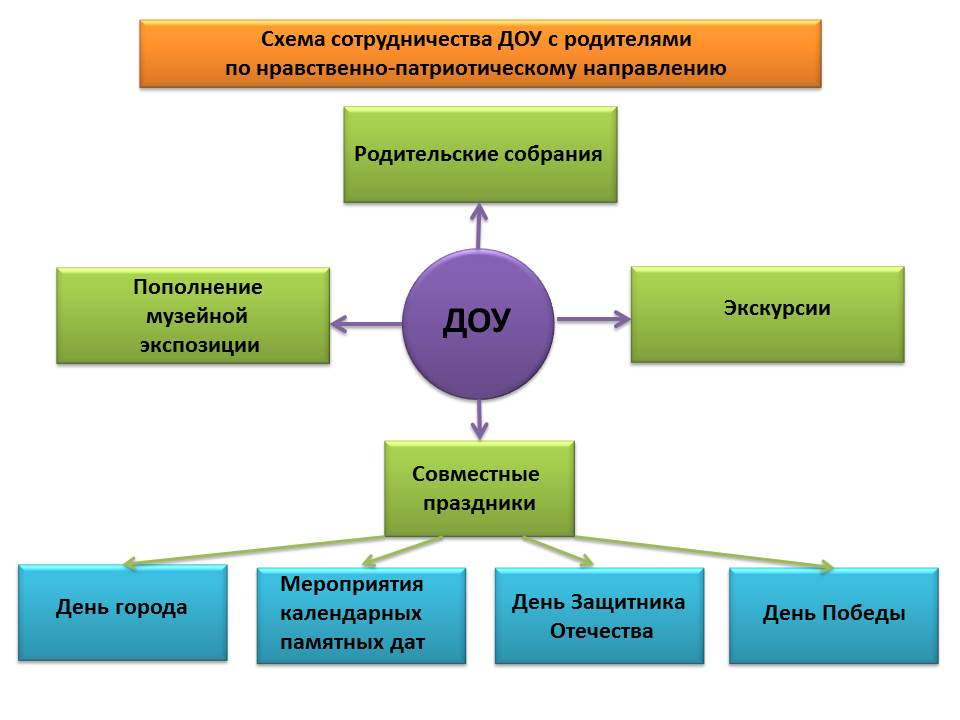 Схема сотрудничества ДОУ с родителями
по нравственно-патриотическому направлению
Родительские собрания
Пополнение
музейной
экспозиции
ДОУ
Экскурсии
Совместные
праздники
День города
Мероприятия
календарных
памятных дат
День Защитника
Отечества
День Победы